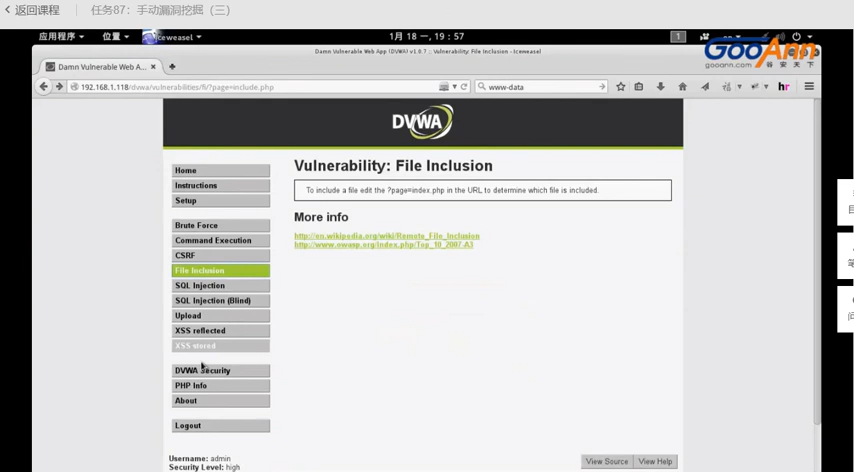 返回课程 任务87：手动漏洞挖掘（三）
应用程序 位置 Iceweasel 1月 18 一，19：57 1
Damn Vulnerable Web App (DVWA) v1.0.7 :: Vulnerability: File Inclusion - Iceweasel
GooAnn
gooann.com 谷安天下
Damn Vulnerable Web A...
192.168.1.118/dvwa/vulnerabilities/fi/?page=include.php www-data
DVWA
Home
Instructions
Setup
Brute Force
Command Execution
CSRF
File Inclusion
SQL Injection
SQL Injection (Blind)
Upload
XSS reflected
XSS stored
DVWA Security
PHP Info
About
Logout
Vulnerability: File Inclusion
To include a file edit the ?page=index.php in the URL to determine which file is included.
More info
http://en.wikipedia.org/wiki/Remote_File_Inclusion
http://www.owasp.org/index.php/Top_10_2007-A3
Username: admin
Security Level: high
View Source View Help